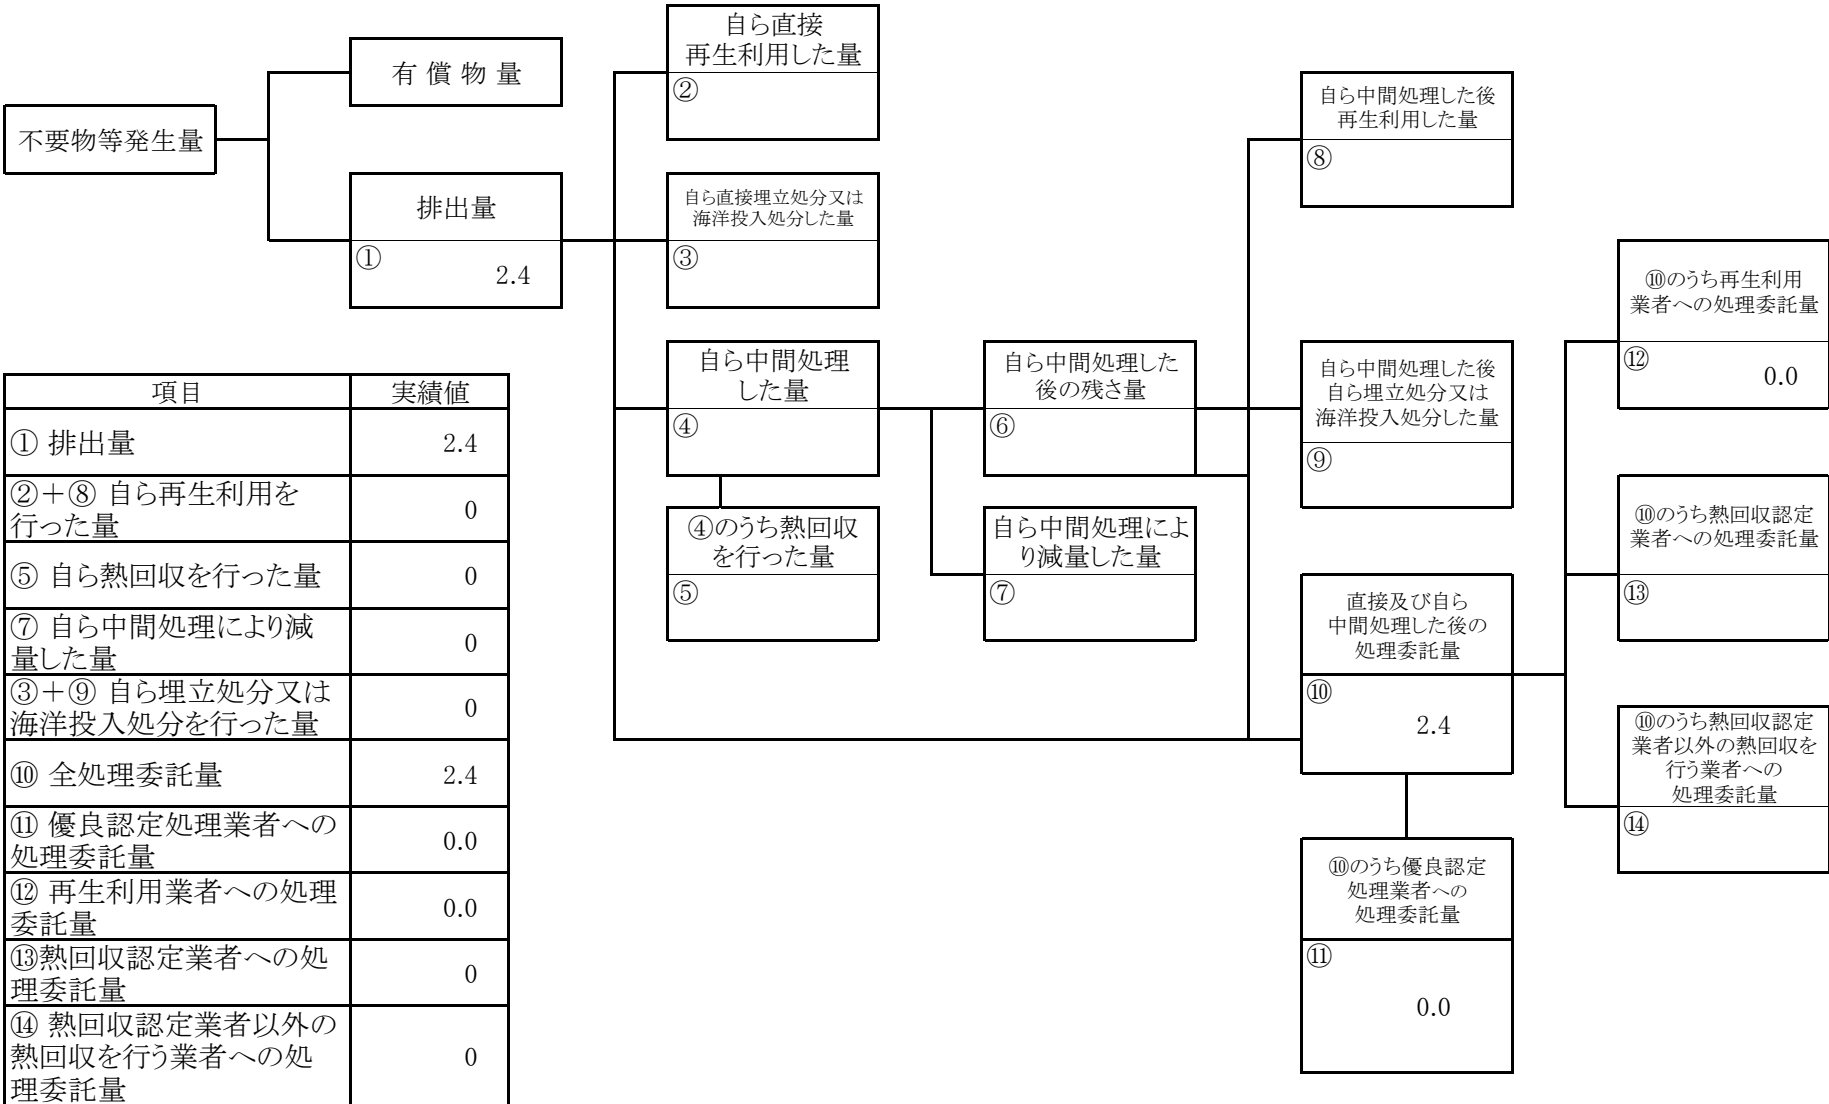 不要物等発生量
有 償 物 量
排出量
①
2.4
自ら直接
再生利用した量
②
自ら直接埋立処分又は
海洋投入処分した量
③
自ら中間処理
した量
④
④のうち熱回収
を行った量
⑤
自ら中間処理した
後の残さ量
⑥
自ら中間処理によ
り減量した量
⑦
自ら中間処理した後
再生利用した量
⑧
自ら中間処理した後
自ら埋立処分又は
海洋投入処分した量
⑨
直接及び自ら
中間処理した後の
処理委託量
⑩
2.4
⑩のうち優良認定
処理業者への
処理委託量
⑪
0.0
⑩のうち再生利用
業者への処理委託量
⑫
0.0
⑩のうち熱回収認定
業者への処理委託量
⑬
⑩のうち熱回収認定
業者以外の熱回収を
行う業者への
処理委託量
⑭
項目 実績値
① 排出量 2.4
②+⑧ 自ら再生利用を
行った量 0
⑤ 自ら熱回収を行った量 0
⑦ 自ら中間処理により減
量した量 0
③+⑨ 自ら埋立処分又は
海洋投入処分を行った量 0
⑩ 全処理委託量 2.4
⑪ 優良認定処理業者への
処理委託量 0.0
⑫ 再生利用業者への処理
委託量 0.0
⑬熱回収認定業者への処
理委託量 0
⑭ 熱回収認定業者以外の
熱回収を行う業者への処
理委託量 0